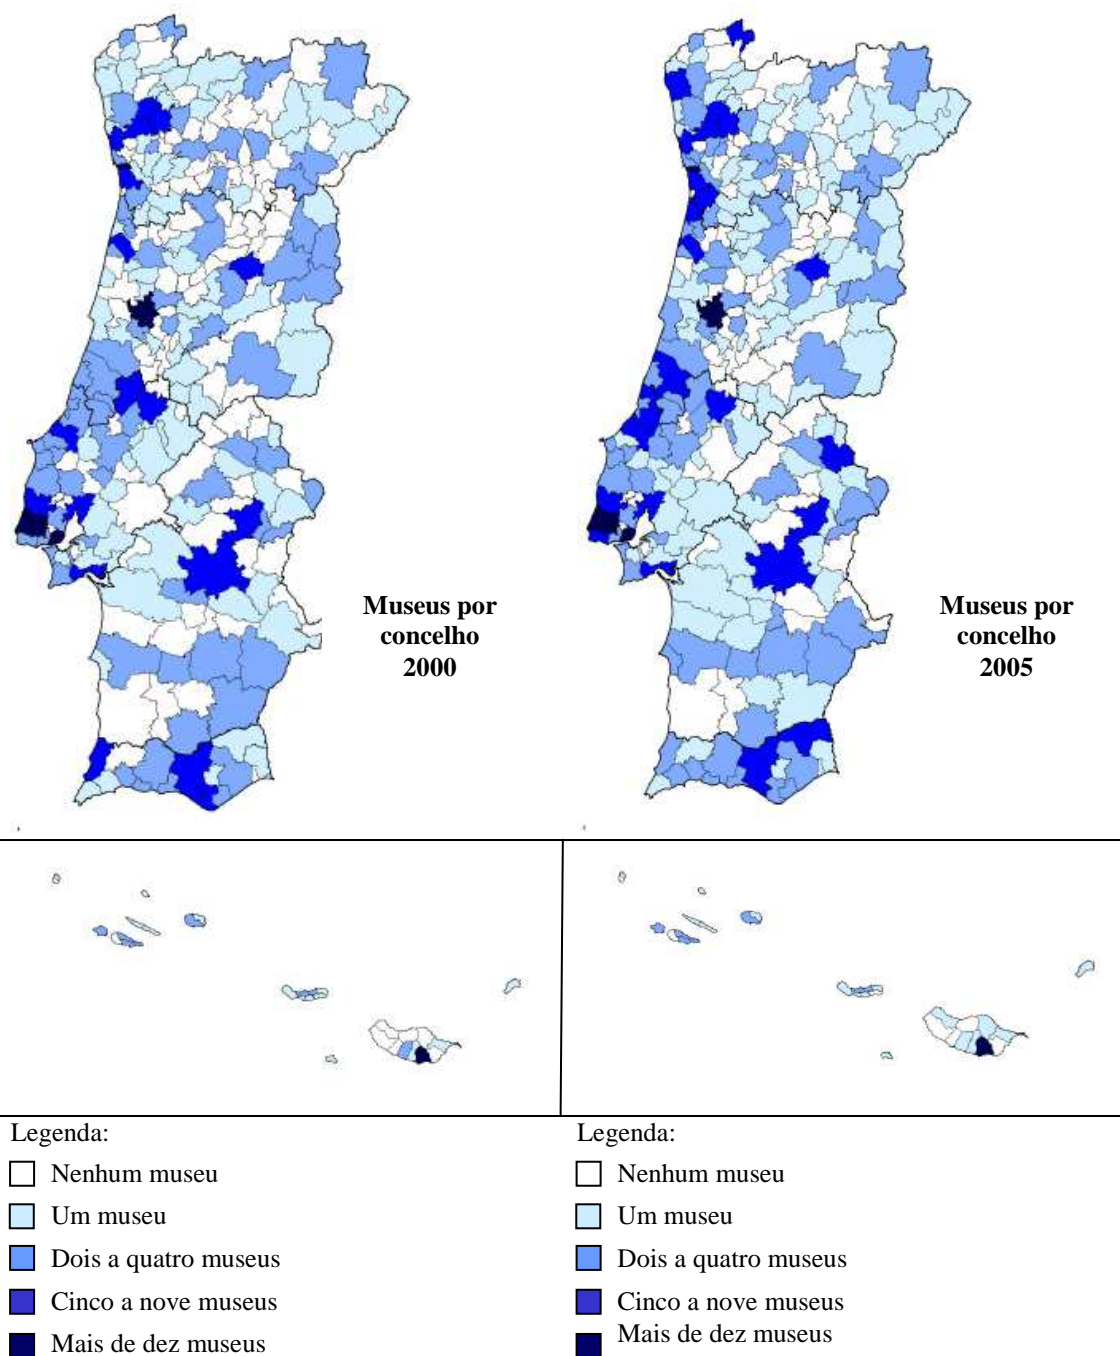 Museus por
concelho
2000
Museus por
concelho
2005
Legenda:
Nenhum museu
Um museu
Dois a quatro museus
Cinco a nove museus
Mais de dez museus
Legenda:
Nenhum museu
Um museu
Dois a quatro museus
Cinco a nove museus
Mais de dez museus